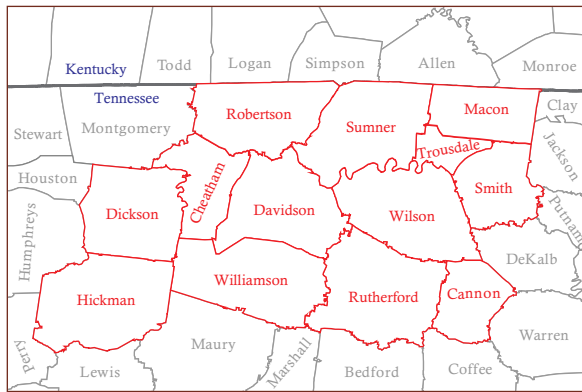 Kentucky
Todd
Logan
Simpson
Allen
Monroe
Tennessee
Stewart
Montgomery
Robertson
Sumner
Macon
Clay
Trousdale
Jackson
Houston
Cheatham
Smith
Dickson
Davidson
Wilson
Putnam
Humphreys
DeKalb
Hickman
Williamson
Rutherford
Cannon
Perry
Lewis
Maury
Marshall
Bedford
Coffee
Warren